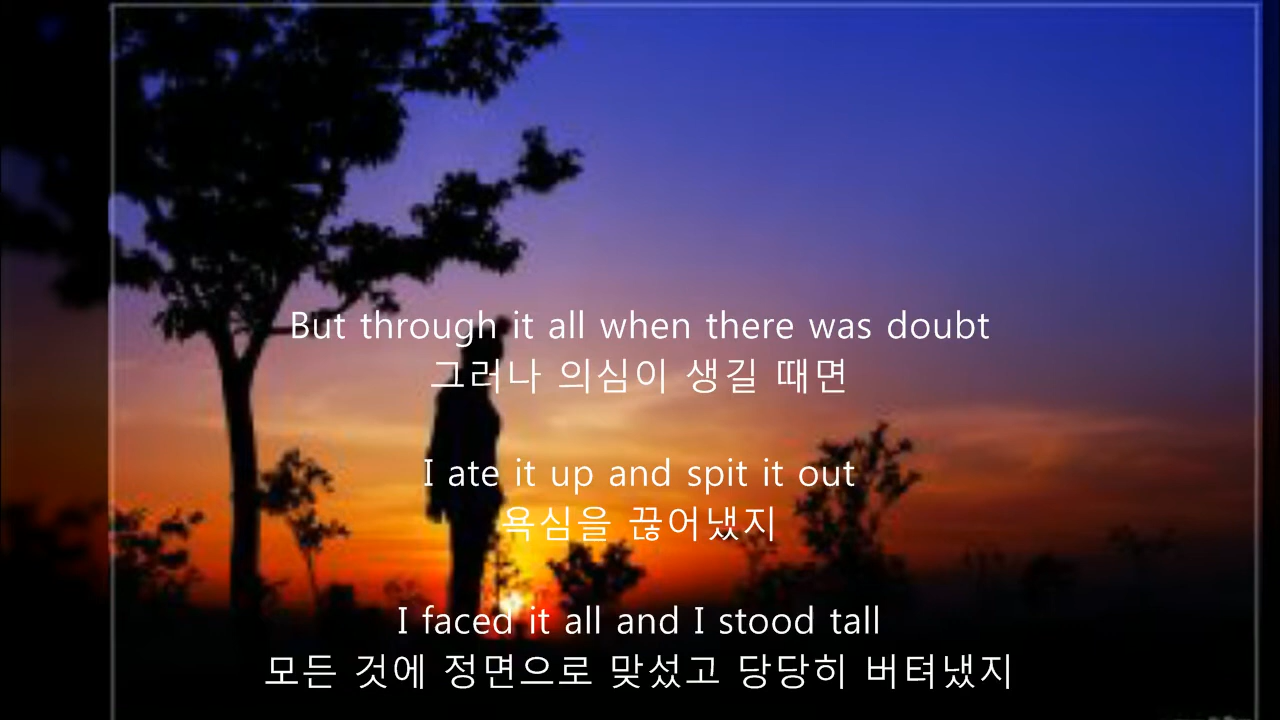 But through it all when there was doubt
그러나 의심이 생길 때면
I ate it up and spit it out
욕심을 끊어냈지
I faced it all and I stood tall
모든 것에 정면으로 맞섰고 당당히 버텨냈지